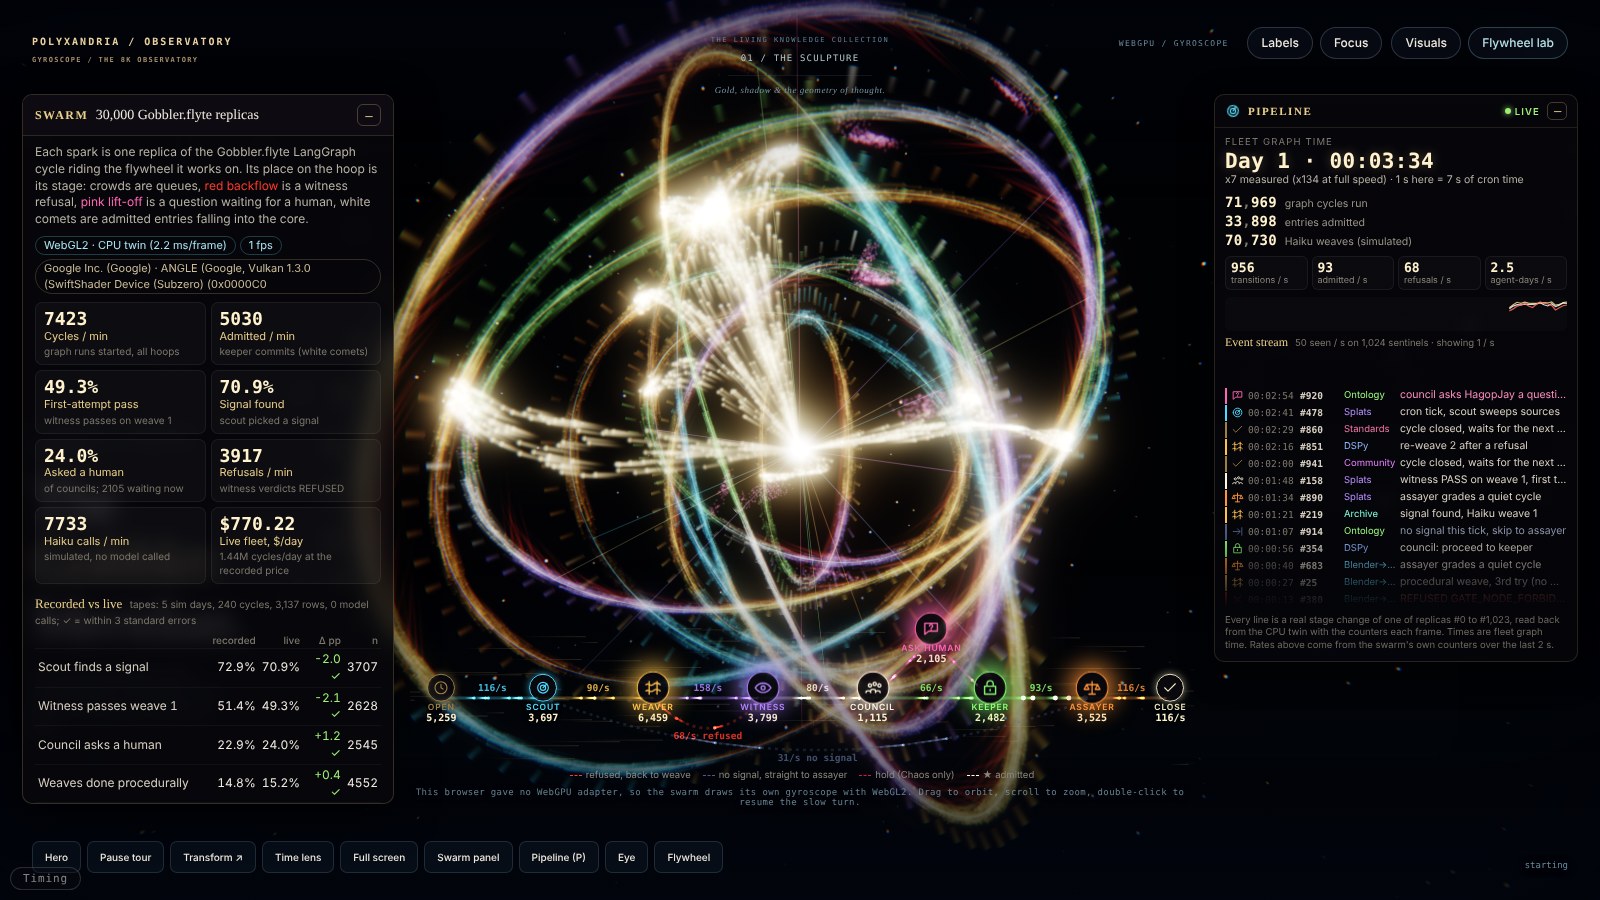 POLYXANDRIA / OBSERVATORY
GYROSCOPE / THE 8K OBSERVATORY
THE LIVING KNOWLEDGE COLLECTION
01 / THE SCULPTURE
Gold, shadow & the geometry of thought.
WEBGPU / GYROSCOPE
Labels
Focus
Visuals
Flywheel lab
SWARM 30,000 Gobbler.flyte replicas
Each spark is one replica of the Gobbler.flyte LangGraph
cycle riding the flywheel it works on. Its place on the hoop is
its stage: crowds are queues, red backflow is a witness
refusal, pink lift-off is a question waiting for a human, white
comets are admitted entries falling into the core.
WebGL2 · CPU twin (2.2 ms/frame)
1 fps
Google Inc. (Google) · ANGLE (Google, Vulkan 1.3.0
(SwiftShader Device (Subzero) (0x0000C0
7423
Cycles / min
graph runs started, all hoops
5030
Admitted / min
keeper commits (white comets)
49.3%
First-attempt pass
witness passes on weave 1
70.9%
Signal found
scout picked a signal
24.0%
Asked a human
of councils; 2105 waiting now
3917
Refusals / min
witness verdicts REFUSED
7733
Haiku calls / min
simulated, no model called
$770.22
Live fleet, $/day
1.44M cycles/day at the
recorded price
Recorded vs live tapes: 5 sim days, 240 cycles, 3,137 rows, 0 model
calls; ✓ = within 3 standard errors
recorded live Δ pp n
Scout finds a signal 72.9% 70.9% -2.0 ✓ 3707
Witness passes weave 1 51.4% 49.3% -2.1 ✓ 2628
Council asks a human 22.9% 24.0% +1.2 ✓ 2545
Weaves done procedurally 14.8% 15.2% +0.4 ✓ 4552
PIPELINE
LIVE
FLEET GRAPH TIME
Day 1 · 00:03:34
x7 measured (x134 at full speed) · 1 s here = 7 s of cron time
71,969 graph cycles run
33,898 entries admitted
70,730 Haiku weaves (simulated)
956
transitions / s
93
admitted / s
68
refusals / s
2.5
agent-days / s
Event stream 50 seen / s on 1,024 sentinels · showing 1 / s
00:02:54 #920 Ontology council asks HagopJay a questi...
00:02:41 #478 Splats cron tick, scout sweeps sources
00:02:29 #860 Standards cycle closed, waits for the next ...
00:02:16 #851 DSPy re-weave 2 after a refusal
00:02:00 #941 Community cycle closed, waits for the next ...
00:01:48 #158 Splats witness PASS on weave 1, first t...
00:01:34 #890 Splats assayer grades a quiet cycle
00:01:21 #219 Archive signal found, Haiku weave 1
00:01:07 #914 Ontology no signal this tick, skip to assayer
00:00:56 #354 DSPy council: proceed to keeper
00:00:40 #683 Blender→... assayer grades a quiet cycle
00:00:27 #25 Blender→... procedural weave, 3rd try (no ...
#380 Blender→... REFUSED GATE_NODE_FORBID...
Every line is a real stage change of one of replicas #0 to #1,023, read back
from the CPU twin with the counters each frame. Times are fleet graph
time. Rates above come from the swarm's own counters over the last 2 s.
ASK HUMAN
2,105
116/s
90/s
158/s
80/s
66/s
93/s
116/s
OPEN
5,259
SCOUT
3,697
WEAVER
6,459
WITNESS
3,799
COUNCIL
1,115
KEEPER
2,482
ASSAYER
3,525
CLOSE
116/s
68/s refused
31/s no signal
--- refused, back to weave --- no signal, straight to assayer --- hold (Chaos only) --- ★ admitted
This browser gave no WebGPU adapter, so the swarm draws its own gyroscope with WebGL2. Drag to orbit, scroll to zoom, double-click to
resume the slow turn.
Hero
Pause tour
Transform ↗
Time lens
Full screen
Swarm panel
Pipeline (P)
Eye
Flywheel
Timing
starting